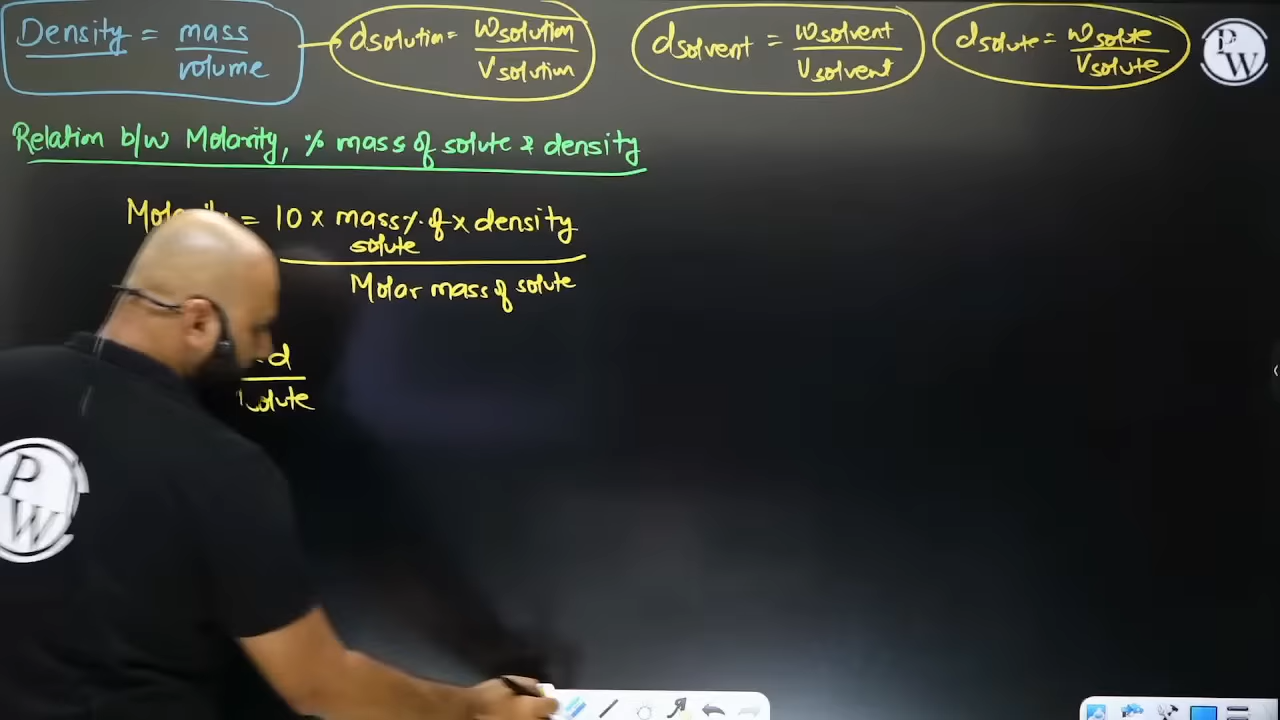 Density = mass / volume → dsolution = wsolution / Vsolution dsolvent = wsolvent / Vsolvent dsolute = wsolute / Vsolute
PW
Relation b/w Molarity, % mass of solute & density
= 10 x mass% of solute x density
Molar mass of solute
d
solute
PW